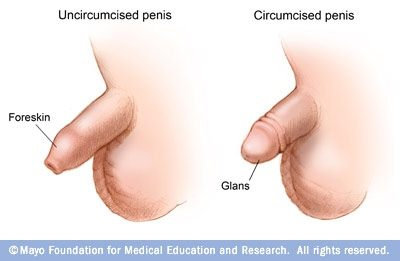 Uncircumcised penis
Circumcised penis
Foreskin
Glans
© Mayo Foundation for Medical Education and Research. All rights reserved.